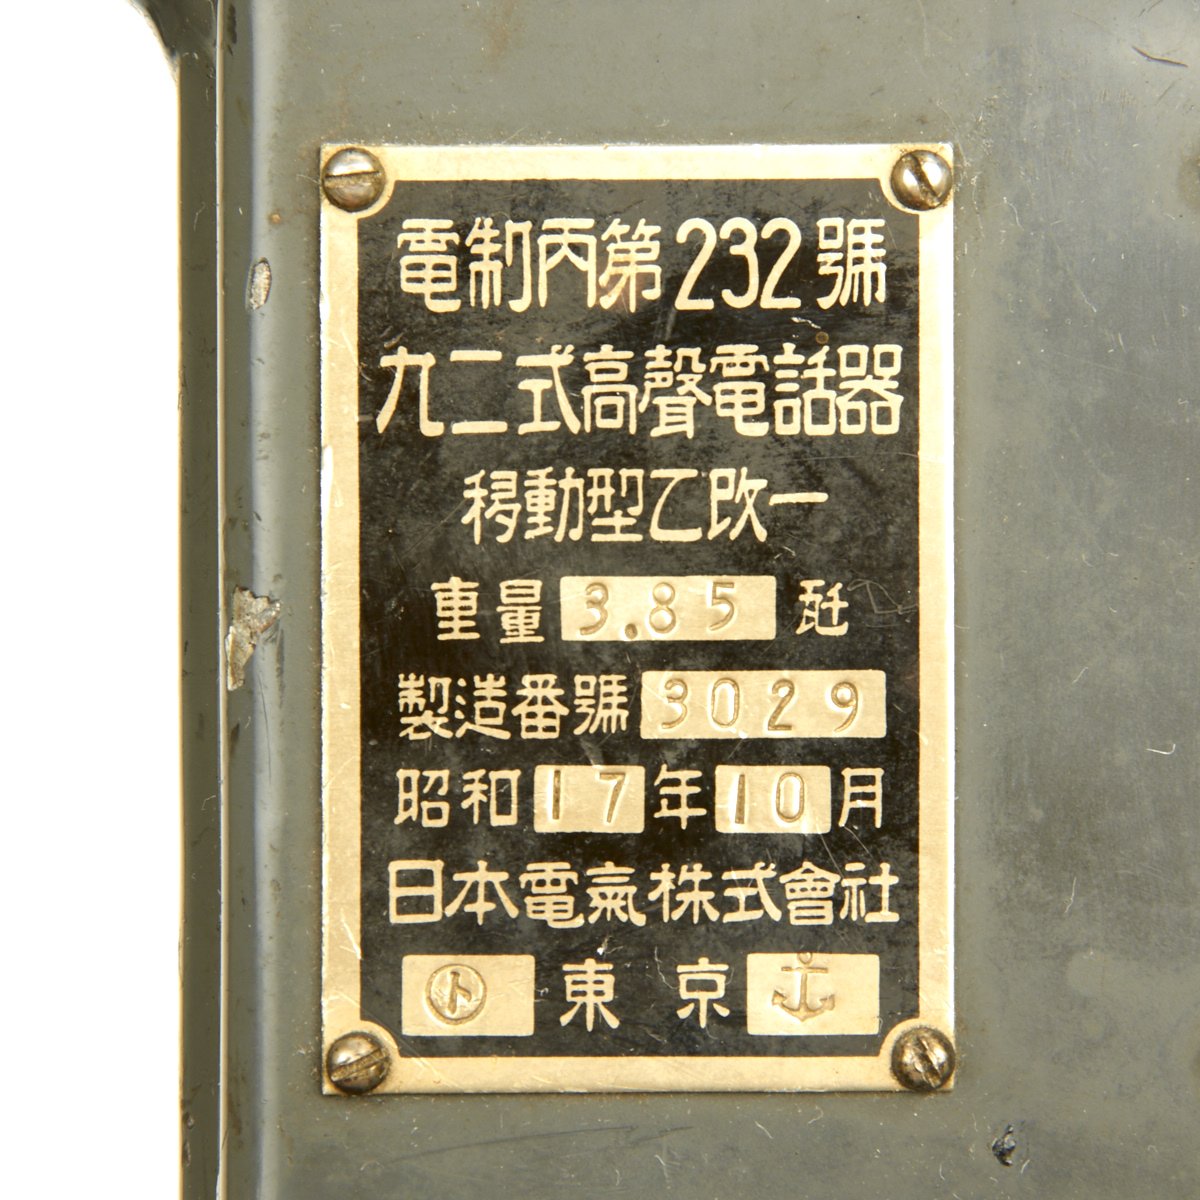 電制丙第232號
九二式高聲電話器
移動型乙改一
重量 3.85 瓩
製造番號 3029
昭和 17 年 10 月
日本電氣株式會社
ト 東京